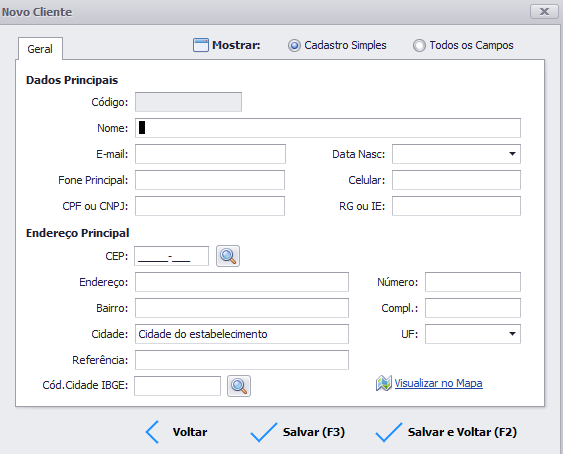 Novo Cliente
Geral
Mostrar: Cadastro Simples Todos os Campos
Dados Principais
Código:
Nome:
E-mail: Data Nasc:
Fone Principal: Celular:
CPF ou CNPJ: RG ou IE:
Endereço Principal
CEP: _____-___
Endereço: Número:
Bairro: Compl.:
Cidade: Cidade do estabelecimento UF:
Referência:
Cód.Cidade IBGE: Visualizar no Mapa
Voltar Salvar (F3) Salvar e Voltar (F2)